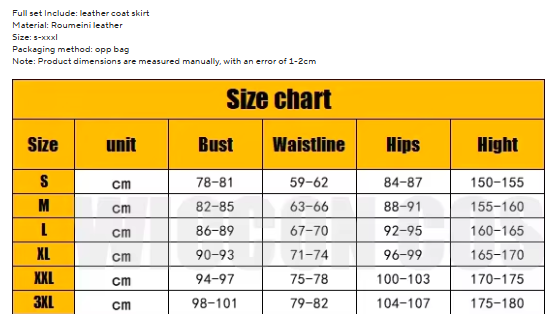 Full set Include: leather coat skirt
Material: Roumeini leather
Size: s-xxxl
Packaging method: opp bag
Note: Product dimensions are measured manually, with an error of 1-2cm
Size chart
Size unit Bust Waistline Hips Hight
S cm 78-81 59-62 84-87 150-155
M cm 82-85 63-66 88-91 155-160
L cm 86-89 67-70 92-95 160-165
XL cm 90-93 71-74 96-99 165-170
XXL cm 94-97 75-78 100-103 170-175
3XL cm 98-101 79-82 104-107 175-180